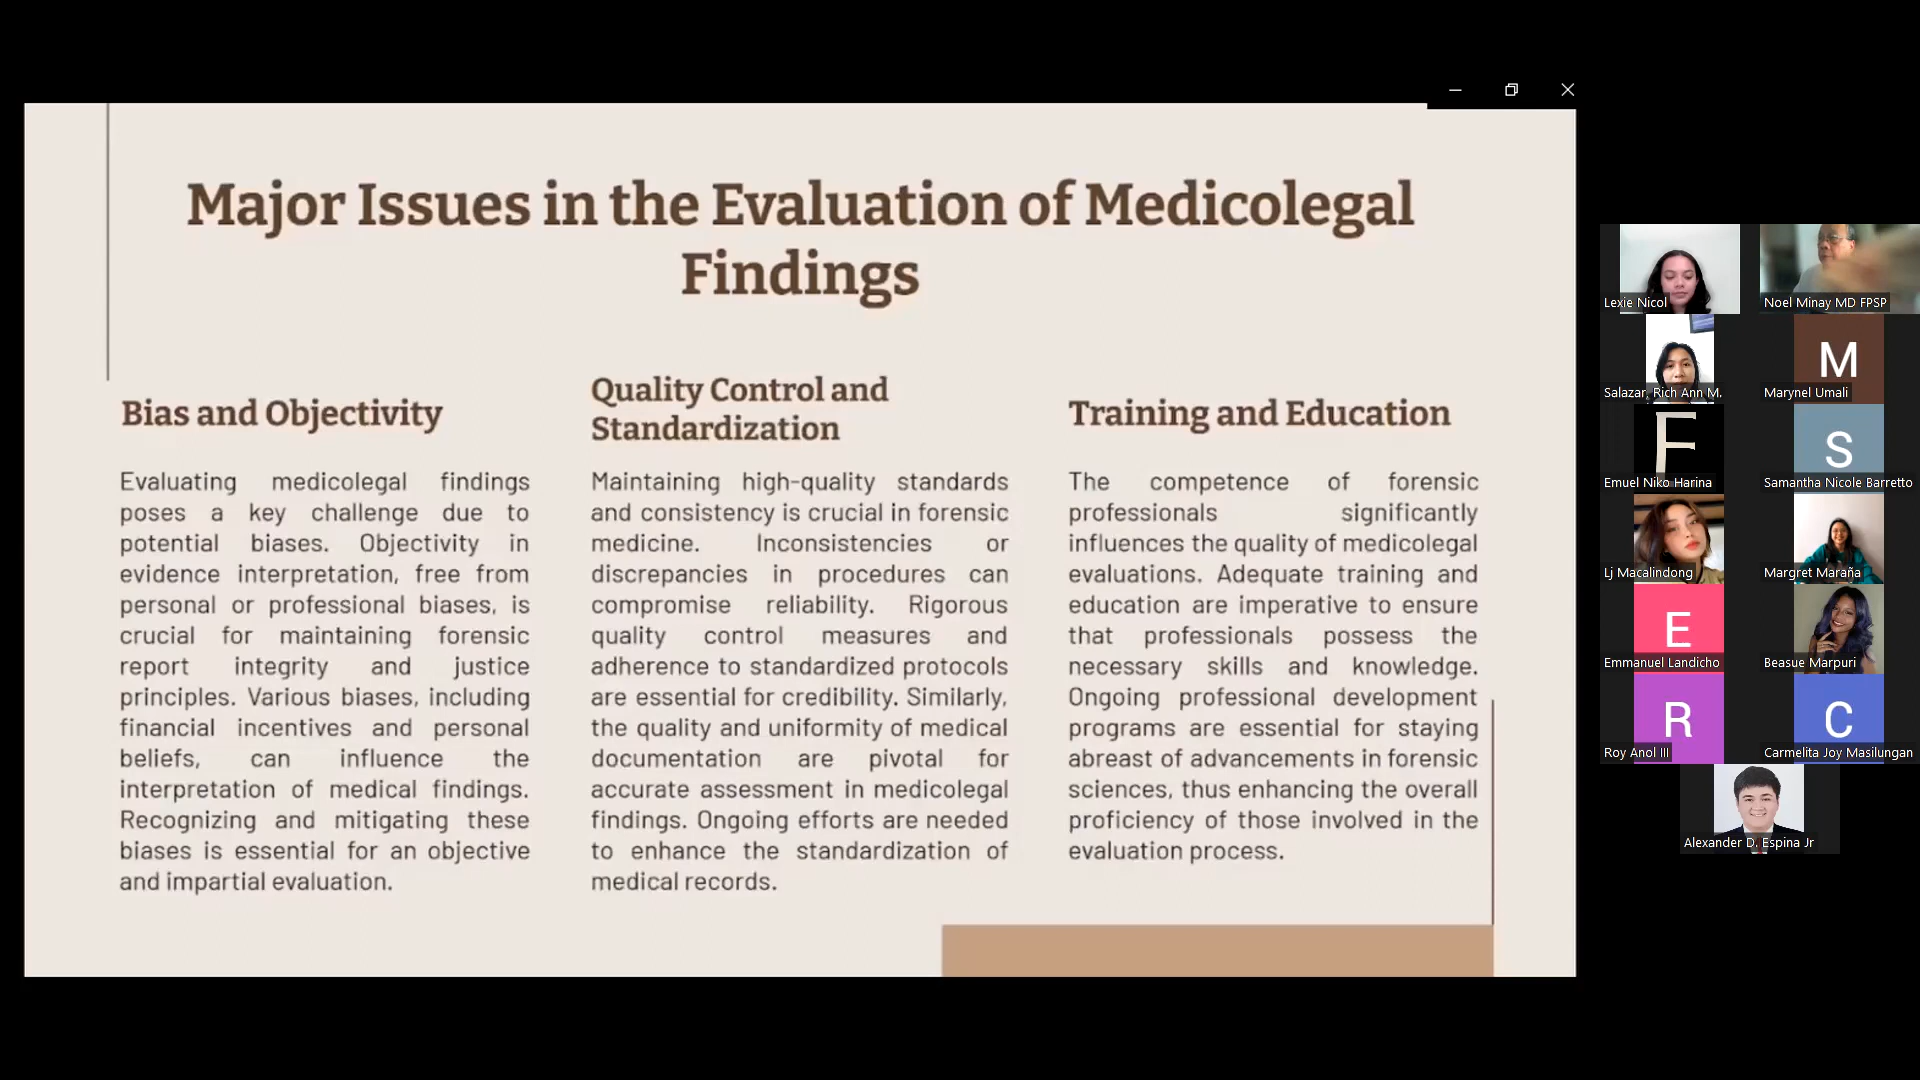 Major Issues in the Evaluation of Medicolegal
Findings
Bias and Objectivity
Evaluating medicolegal findings
poses a key challenge due to
potential biases. Objectivity in
evidence interpretation, free from
personal or professional biases, is
crucial for maintaining forensic
report integrity and justice
principles. Various biases, including
financial incentives and personal
beliefs, can influence the
interpretation of medical findings.
Recognizing and mitigating these
biases is essential for an objective
and impartial evaluation.
Quality Control and
Standardization
Maintaining high-quality standards
and consistency is crucial in forensic
medicine. Inconsistencies or
discrepancies in procedures can
compromise reliability. Rigorous
quality control measures and
adherence to standardized protocols
are essential for credibility. Similarly,
the quality and uniformity of medical
documentation are pivotal for
accurate assessment in medicolegal
findings. Ongoing efforts are needed
to enhance the standardization of
medical records.
Training and Education
The competence of forensic
professionals significantly
influences the quality of medicolegal
evaluations. Adequate training and
education are imperative to ensure
that professionals possess the
necessary skills and knowledge.
Ongoing professional development
programs are essential for staying
abreast of advancements in forensic
sciences, thus enhancing the overall
proficiency of those involved in the
evaluation process.
Lexie Nicol
Noel Minay MD FPSP
Salazar, Rich Ann M.
M
Marynel Umali
F
Emuel Niko Harina
S
Samantha Nicole Barretto
Lj Macalindong
Margret Maraña
E
Emmanuel Landicho
Beasue Marpuri
R
Roy Anol III
C
Carmelita Joy Masilungan
Alexander D. Espina Jr